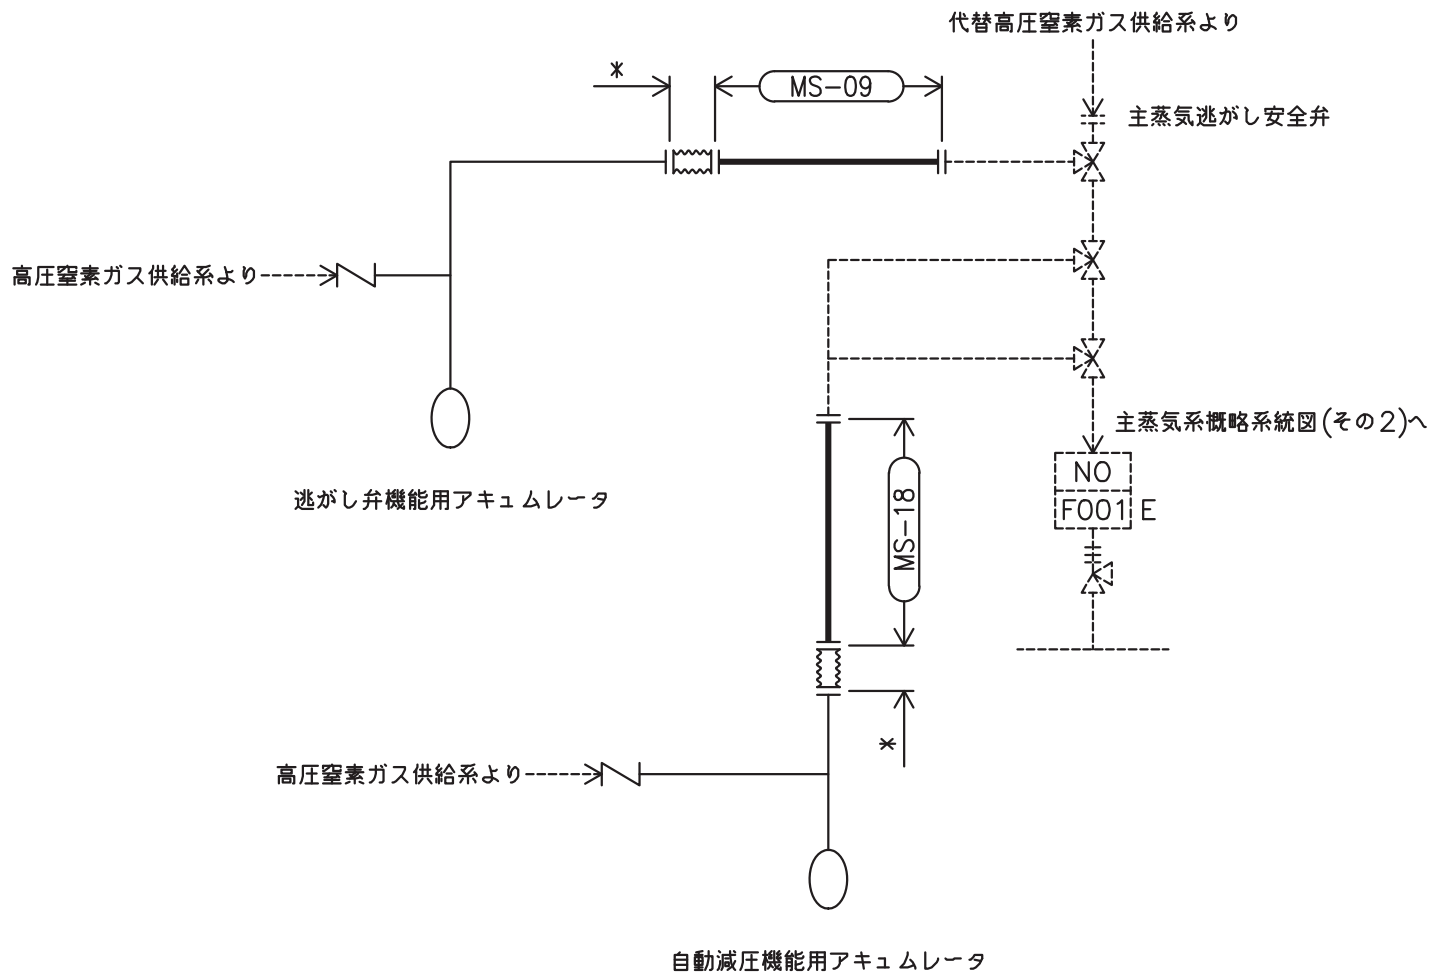 代替高圧窒素ガス供給系より
*
MS-09
主蒸気逃がし安全弁
高圧窒素ガス供給系より
主蒸気系概略系統図(その2)へ
NO
F001E
逃がし弁機能用アキュムレータ
MS-18
*
高圧窒素ガス供給系より
自動減圧機能用アキュムレータ